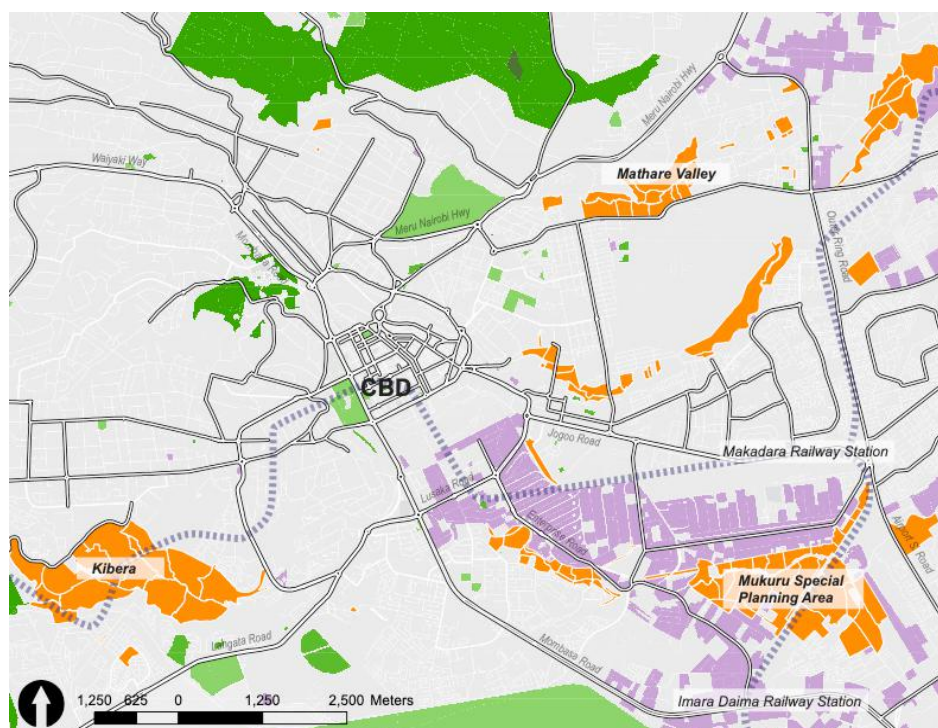 Meru Nairobi Hwy
Waiyaki Way
Mathare Valley
Meru Nairobi Hwy
Outer Ring Road
CBD
Jogoo Road
Makadara Railway Station
Lusaka Road
Enterprise Road
Airport S. Road
Kibera
Mukuru Special
Planning Area
Langata Road
Mombasa Road
Imara Daima Railway Station
1,250 625 0 1,250 2,500 Meters